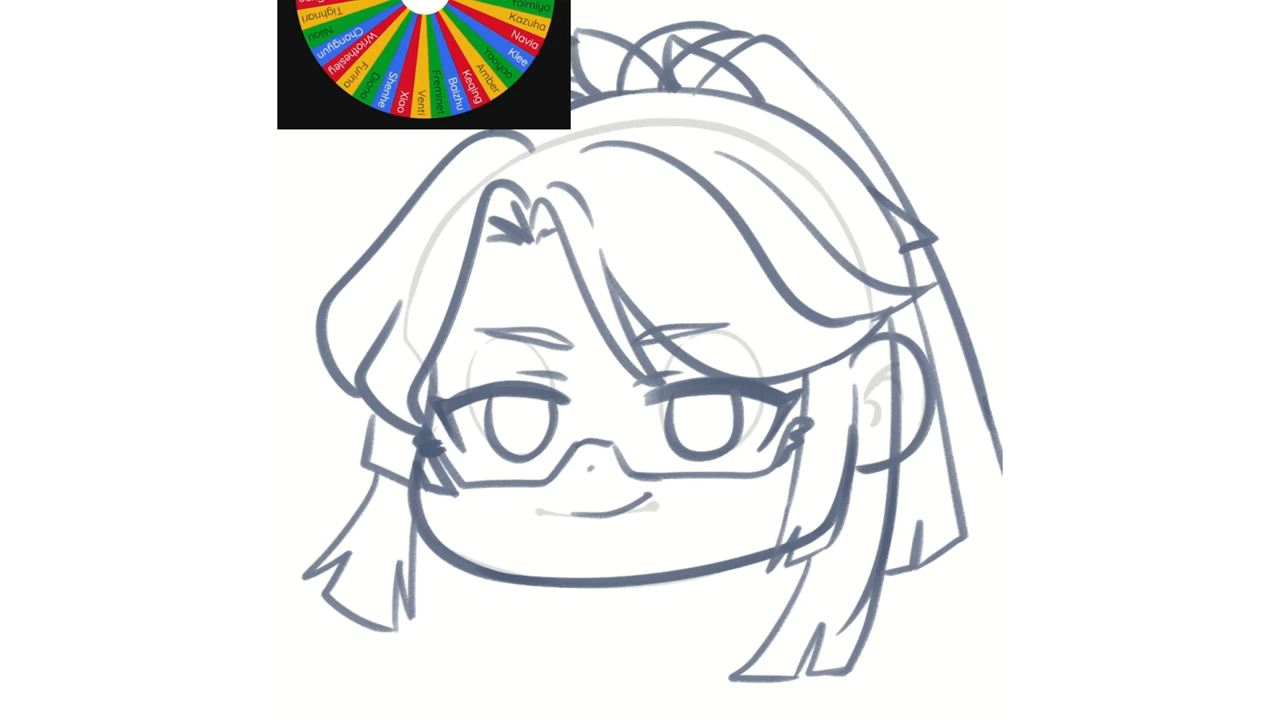 Tighnari
Nilou
Chongyun
Wriothesley
Furina
Diona
Shenhe
Xiao
Venti
Freminet
Baizhu
Keqing
Amber
Yaoyao
Klee
Navia
Kazuha
Yoimiya